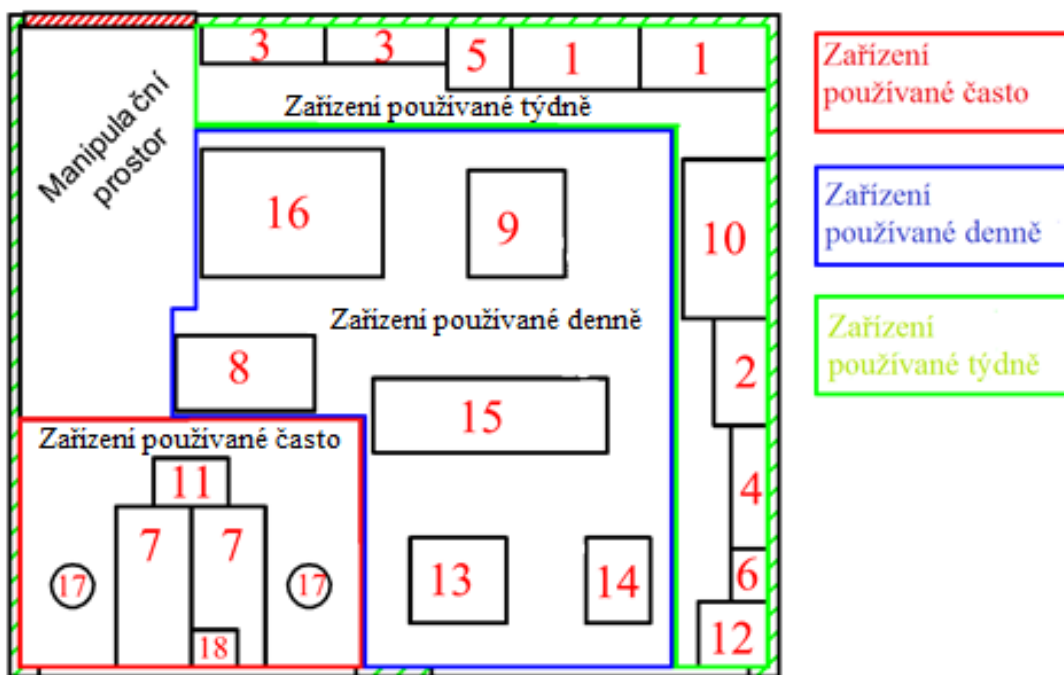 3 3 5 1 1
Zařízení používané týdně
Manipulační
prostor
16 9 10
Zařízení používané denně
8 2
15
Zařízení používané často
11 4
7 7
17 17 13 14 6
18 12
Zařízení
používané často
Zařízení
používané denně
Zařízení
používané týdně